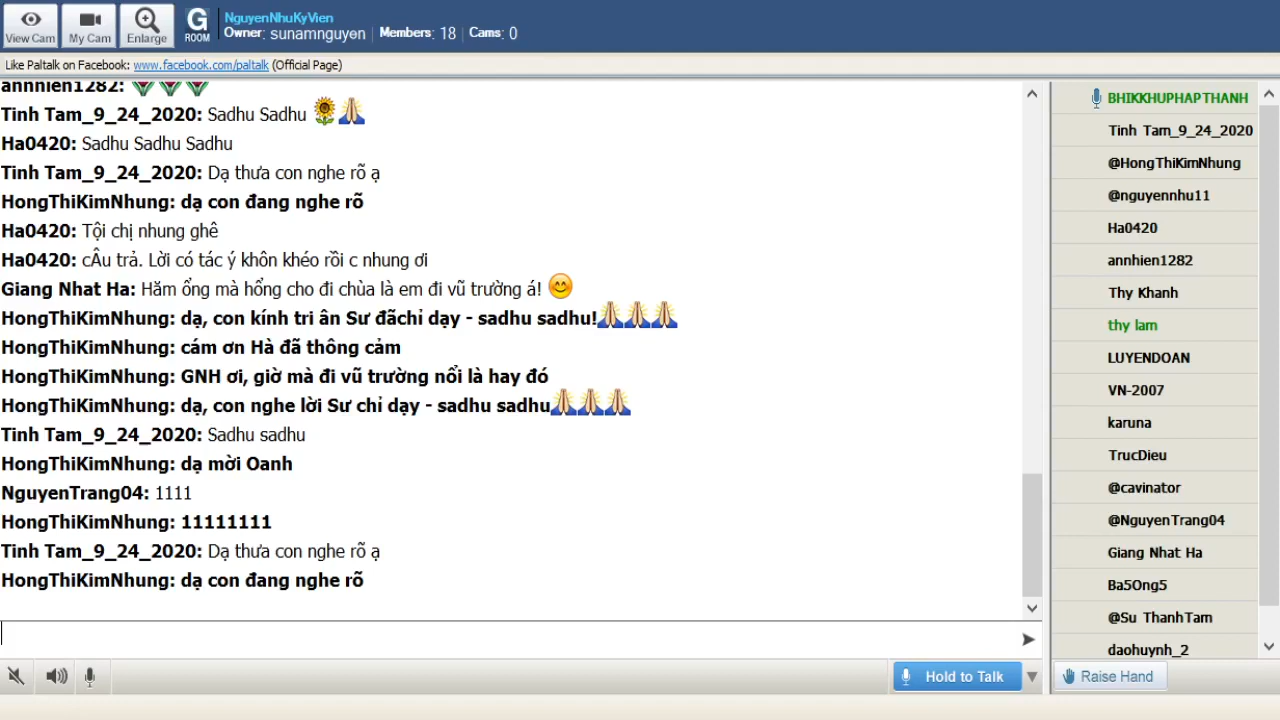 View Cam
My Cam
Enlarge
G
ROOM
NguyenNhuKyVien
Owner: sunamnguyen
Members: 18
Cams: 0
Like Paltalk on Facebook: www.facebook.com/paltalk (Official Page)
annhien1282:
Tinh Tam_9_24_2020: Sadhu Sadhu 🌻🙏
Ha0420: Sadhu Sadhu Sadhu
Tinh Tam_9_24_2020: Dạ thưa con nghe rõ ạ
HongThiKimNhung: dạ con đang nghe rõ
Ha0420: Tội chị nhung ghê
Ha0420: cÂu trả. Lời có tác ý khôn khéo rồi c nhung ơi
Giang Nhat Ha: Hăm ổng mà hổng cho đi chùa là em đi vũ trường á! 😊
HongThiKimNhung: dạ, con kính tri ân Sư đãchỉ dạy - sadhu sadhu!🙏🙏🙏
HongThiKimNhung: cám ơn Hà đã thông cảm
HongThiKimNhung: GNH ơi, giờ mà đi vũ trường nổi là hay đó
HongThiKimNhung: dạ, con nghe lời Sư chỉ dạy - sadhu sadhu🙏🙏🙏
Tinh Tam_9_24_2020: Sadhu sadhu
HongThiKimNhung: dạ mời Oanh
NguyenTrang04: 1111
HongThiKimNhung: 11111111
Tinh Tam_9_24_2020: Dạ thưa con nghe rõ ạ
HongThiKimNhung: dạ con đang nghe rõ
Hold to Talk
BHIKKHUPHAPTHANH
Tinh Tam_9_24_2020
@HongThiKimNhung
@nguyennhu11
Ha0420
annhien1282
Thy Khanh
thy lam
LUYENDOAN
VN-2007
karuna
TrucDieu
@cavinator
@NguyenTrang04
Giang Nhat Ha
Ba5Ong5
@Su ThanhTam
daohuynh_2
Raise Hand